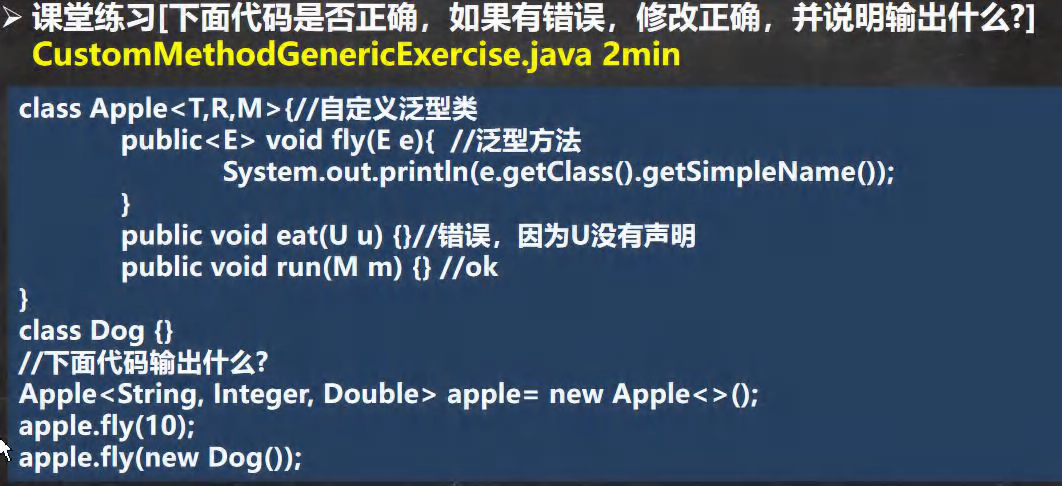 ➢ 课堂练习[下面代码是否正确，如果有错误，修改正确，并说明输出什么?]
CustomMethodGenericExercise.java 2min
class Apple<T,R,M>{//自定义泛型类
public<E> void fly(E e){  //泛型方法
System.out.println(e.getClass().getSimpleName());
}
public void eat(U u) {}//错误，因为U没有声明
public void run(M m) {} //ok
}
class Dog {}
//下面代码输出什么?
Apple<String, Integer, Double> apple= new Apple<>();
apple.fly(10);
apple.fly(new Dog());